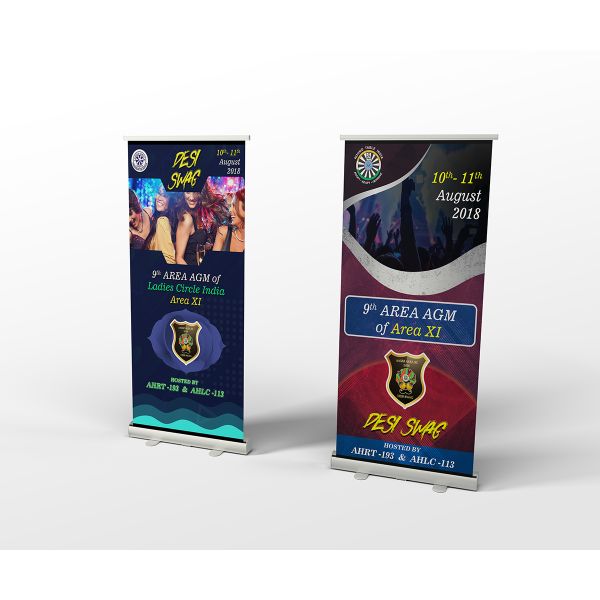 DESI
SWAG
10th - 11th
August
2018
9th AREA AGM of
Ladies Circle India
Area XI
HOSTED BY
AHRT -193 & AHLC -113
10th - 11th
August
2018
9th AREA AGM
of Area XI
DESI SWAG
HOSTED BY
AHRT -193 & AHLC -113